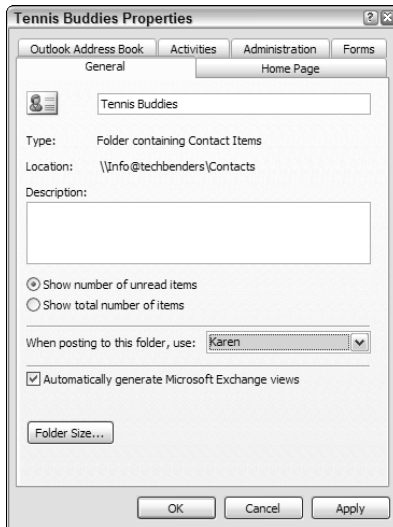 Tennis Buddies Properties
Outlook Address Book Activities Administration Forms
General Home Page
Tennis Buddies
Type: Folder containing Contact Items
Location: \\Info@techbenders\Contacts
Description:
Show number of unread items
Show total number of items
When posting to this folder, use: Karen
Automatically generate Microsoft Exchange views
Folder Size...
OK Cancel Apply